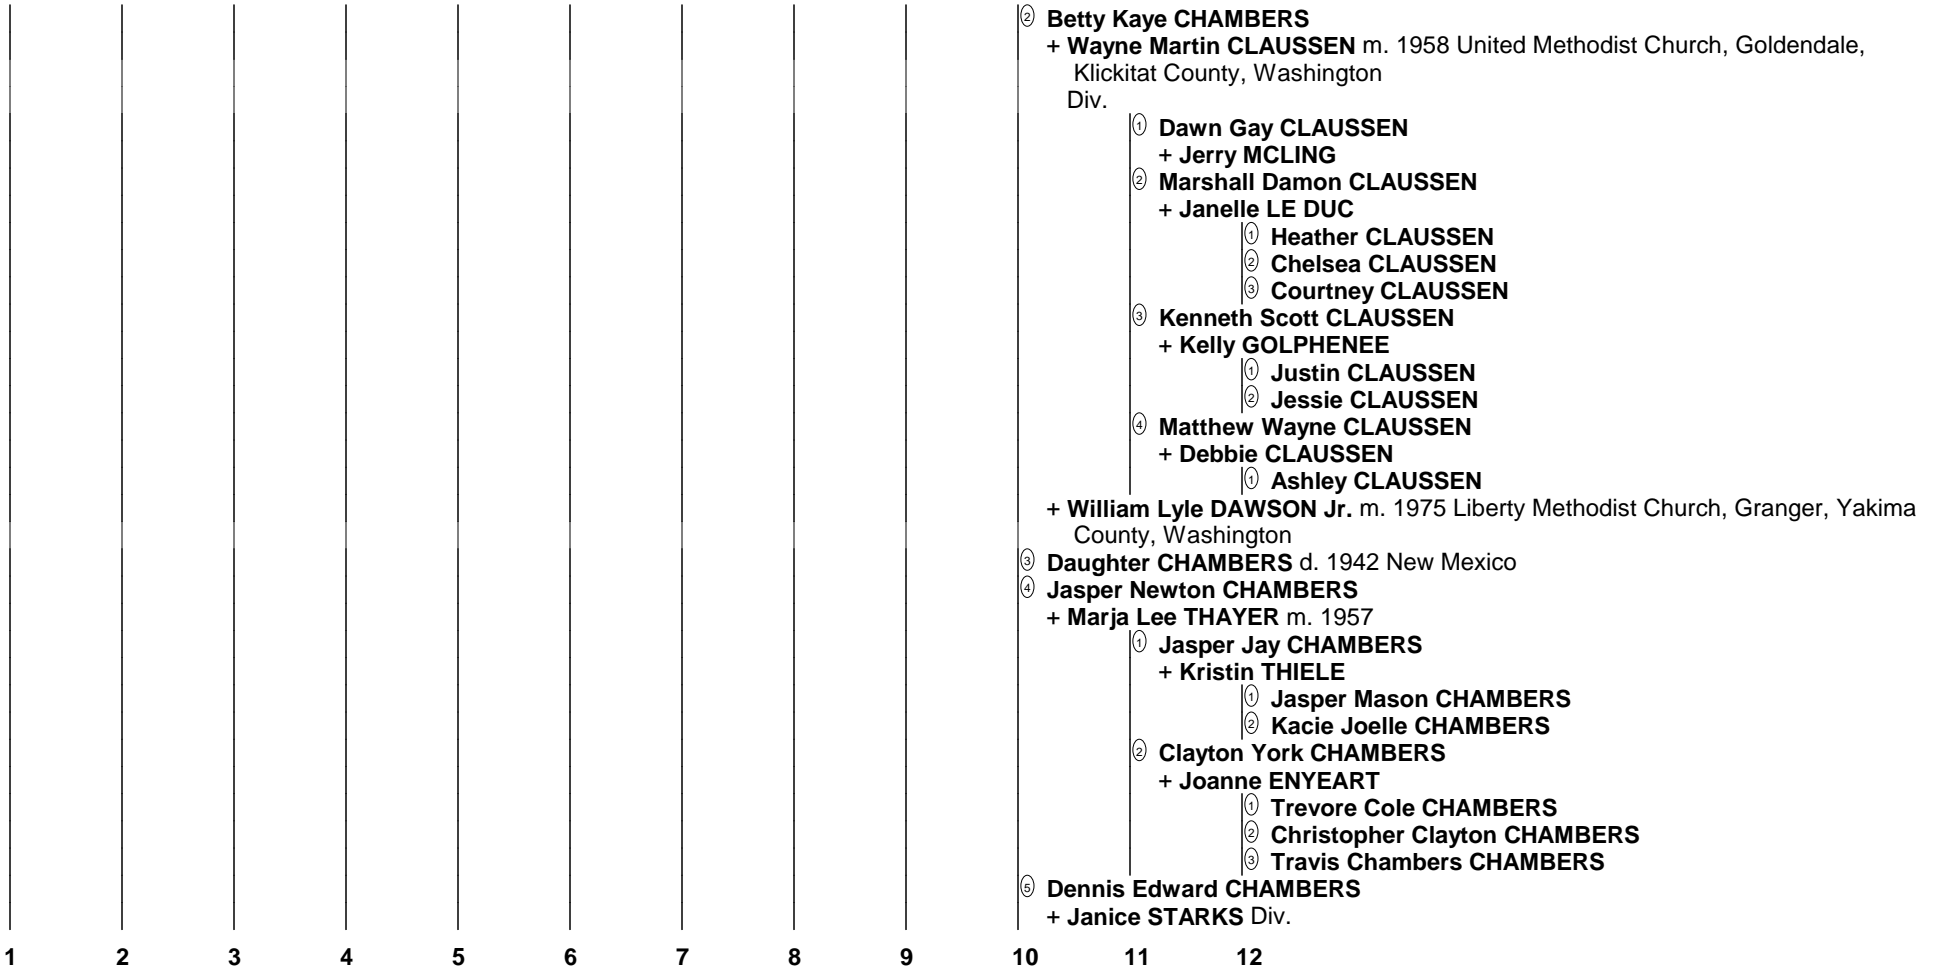 ② Betty Kaye CHAMBERS
+ Wayne Martin CLAUSSEN m. 1958 United Methodist Church, Goldendale,
Klickitat County, Washington
Div.
① Dawn Gay CLAUSSEN
+ Jerry MCLING
② Marshall Damon CLAUSSEN
+ Janelle LE DUC
① Heather CLAUSSEN
② Chelsea CLAUSSEN
③ Courtney CLAUSSEN
③ Kenneth Scott CLAUSSEN
+ Kelly GOLPHENEE
① Justin CLAUSSEN
② Jessie CLAUSSEN
④ Matthew Wayne CLAUSSEN
+ Debbie CLAUSSEN
① Ashley CLAUSSEN
+ William Lyle DAWSON Jr. m. 1975 Liberty Methodist Church, Granger, Yakima
County, Washington
③ Daughter CHAMBERS d. 1942 New Mexico
④ Jasper Newton CHAMBERS
+ Marja Lee THAYER m. 1957
① Jasper Jay CHAMBERS
+ Kristin THIELE
① Jasper Mason CHAMBERS
② Kacie Joelle CHAMBERS
② Clayton York CHAMBERS
+ Joanne ENYEART
① Trevore Cole CHAMBERS
② Christopher Clayton CHAMBERS
③ Travis Chambers CHAMBERS
⑤ Dennis Edward CHAMBERS
+ Janice STARKS Div.
1 2 3 4 5 6 7 8 9 10 11 12